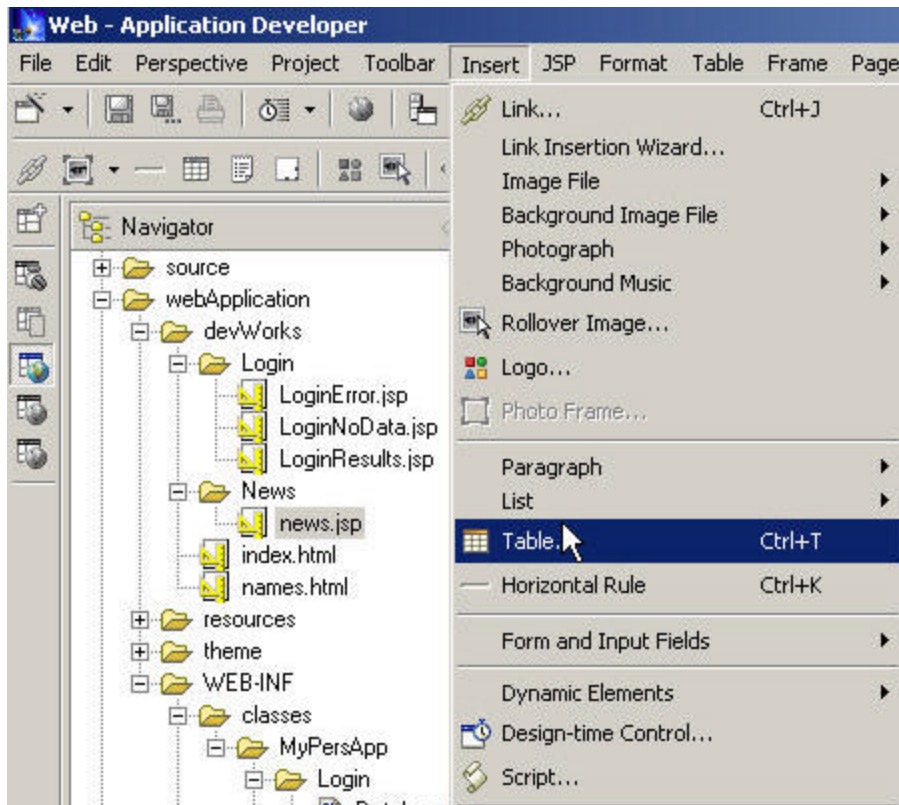 Web - Application Developer
File Edit Perspective Project Toolbar Insert JSP Format Table Frame Page
Link... Ctrl+J
Link Insertion Wizard...
Image File
Background Image File
Photograph
Background Music
Rollover Image...
Logo...
Photo Frame...
Paragraph
List
Table... Ctrl+T
Horizontal Rule Ctrl+K
Form and Input Fields
Dynamic Elements
Design-time Control...
Script...
Navigator
source
webApplication
devWorks
Login
LoginError.jsp
LoginNoData.jsp
LoginResults.jsp
News
news.jsp
index.html
names.html
resources
theme
WEB-INF
classes
MyPersApp
Login